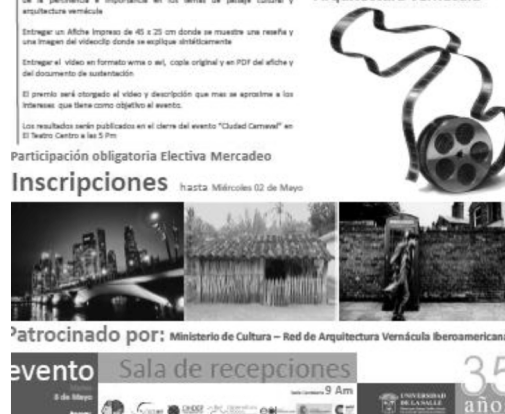 de la pertinencia e importancia en los temas de paisaje cultural y
arquitectura vernácula
Entregar un Afiche impreso de 45 x 25 cm donde se muestre una reseña y
una imagen del videoclip donde se explique sintéticamente
Entregar el video en formato wma o avi, copia original y en PDF del afiche y
del documento de sustentación
El premio será otorgado al video y descripción que mas se aproxime a los
intereses que tiene como objetivo el evento.
Los resultados serán publicados en el cierre del evento "Ciudad Carnaval" en
El Teatro Centro a las 5 Pm
Participación obligatoria Electiva Mercadeo
Inscripciones hasta Miércoles 02 de Mayo
Patrocinado por: Ministerio de Cultura – Red de Arquitectura Vernácula Iberoamericana
evento Sala de recepciones 35
8 de Mayo 9 Am
UNIVERSIDAD
DE LA SALLE
años